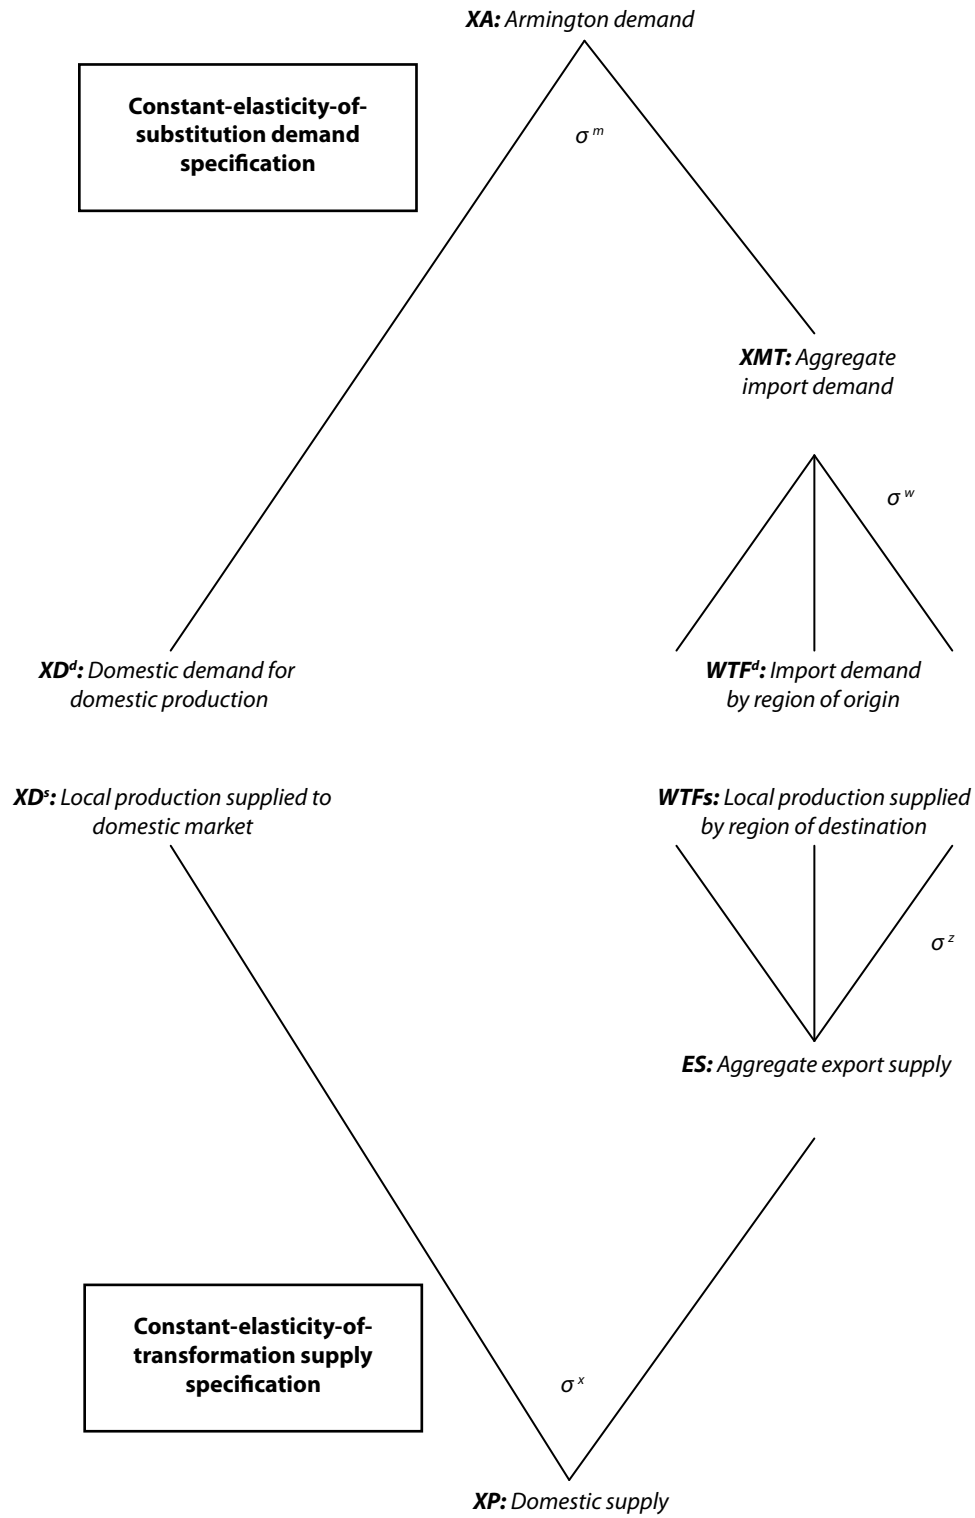 XA: Armington demand
Constant-elasticity-of-
substitution demand
specification
σ m
XMT: Aggregate
import demand
σ w
XDd: Domestic demand for
domestic production
WTFd: Import demand
by region of origin
XDs: Local production supplied to
domestic market
WTFs: Local production supplied
by region of destination
σ z
ES: Aggregate export supply
Constant-elasticity-of-
transformation supply
specification
σ x
XP: Domestic supply